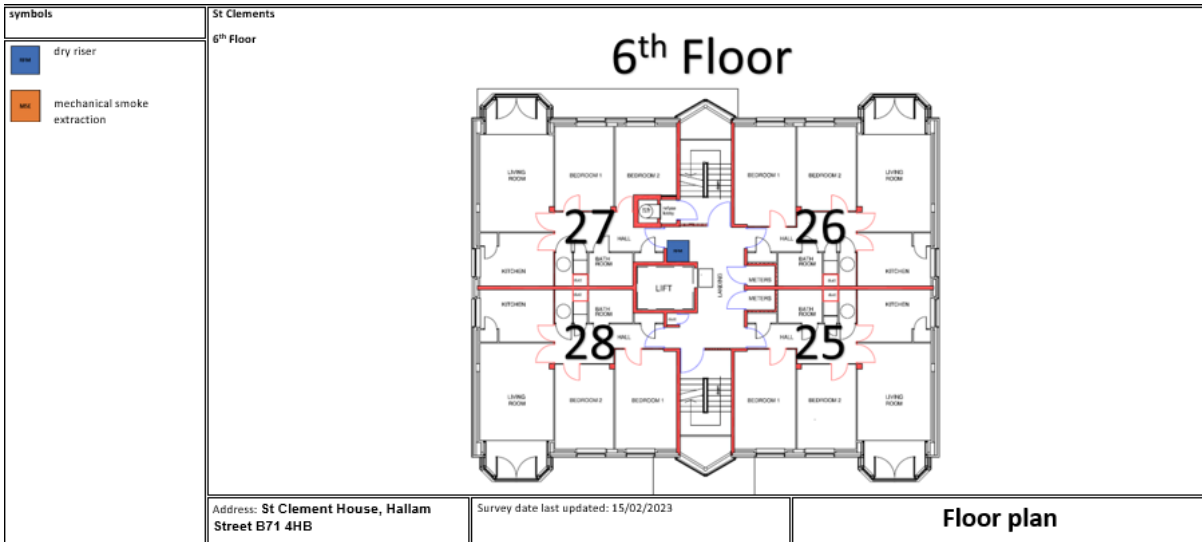 symbols
dry riser
mechanical smoke
extraction
St Clements
6th Floor
6th Floor
LIVING
ROOM
BEDROOM 1
BEDROOM 2
BEDROOM 1
BEDROOM 2
LIVING
ROOM
27
26
HALL
HALL
KITCHEN
BATH
ROOM
BATH
ROOM
KITCHEN
LIFT
LANDING
METERS
METERS
KITCHEN
BATH
ROOM
BATH
ROOM
KITCHEN
28
25
HALL
HALL
LIVING
ROOM
BEDROOM 2
BEDROOM 1
BEDROOM 1
BEDROOM 2
LIVING
ROOM
Address: St Clement House, Hallam
Street B71 4HB
Survey date last updated: 15/02/2023
Floor plan